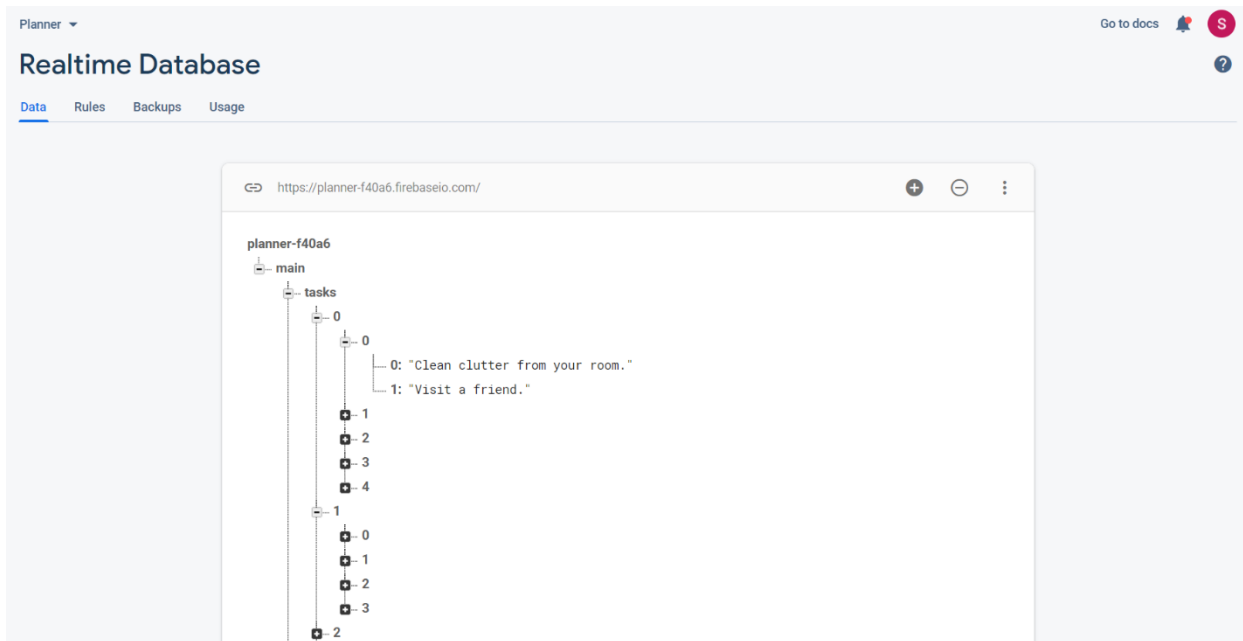 Planner
Go to docs
S
Realtime Database
?
Data Rules Backups Usage
https://planner-f40a6.firebaseio.com/
planner-f40a6
main
tasks
0
0
0: "Clean clutter from your room."
1: "Visit a friend."
1
2
3
4
1
0
1
2
3
2